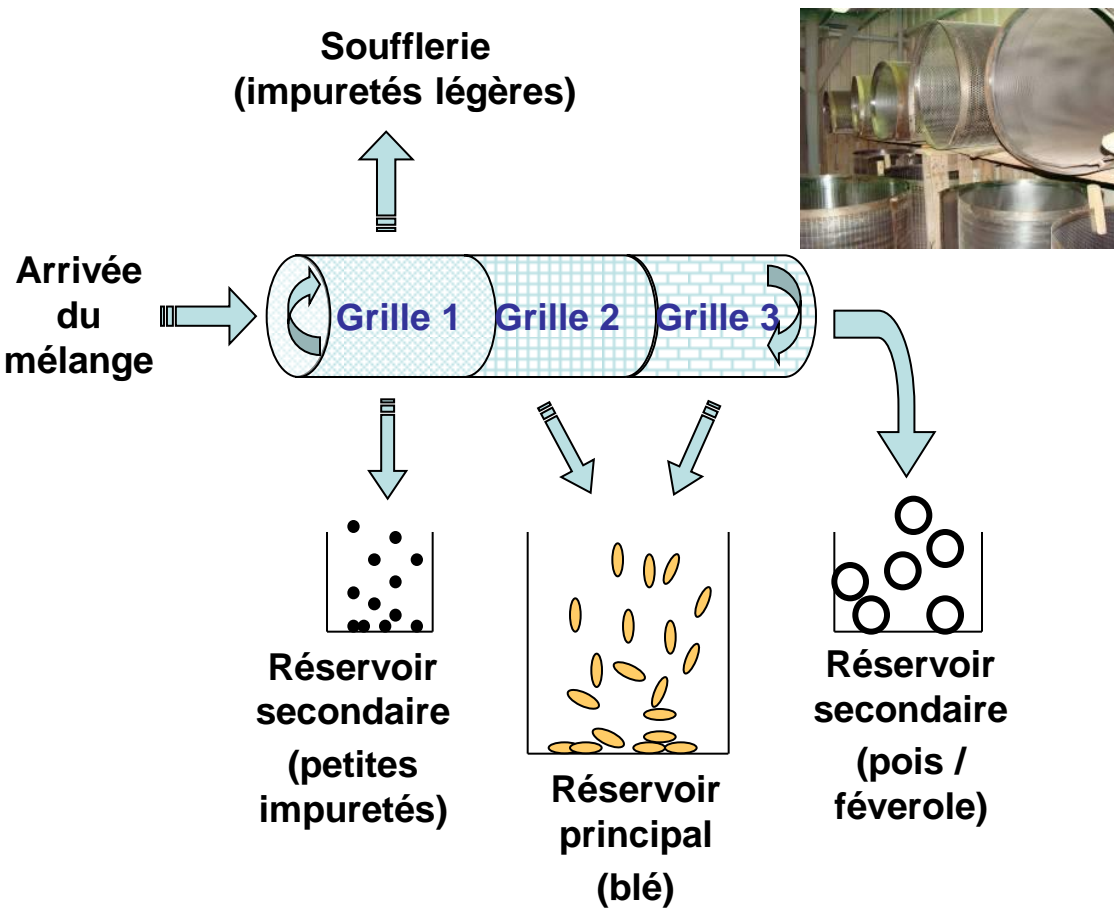 Soufflerie
(impuretés légères)
Arrivée
du
mélange
Grille 1
Grille 2
Grille 3
Réservoir
secondaire
(petites
impuretés)
Réservoir
principal
(blé)
Réservoir
secondaire
(pois /
féverole)